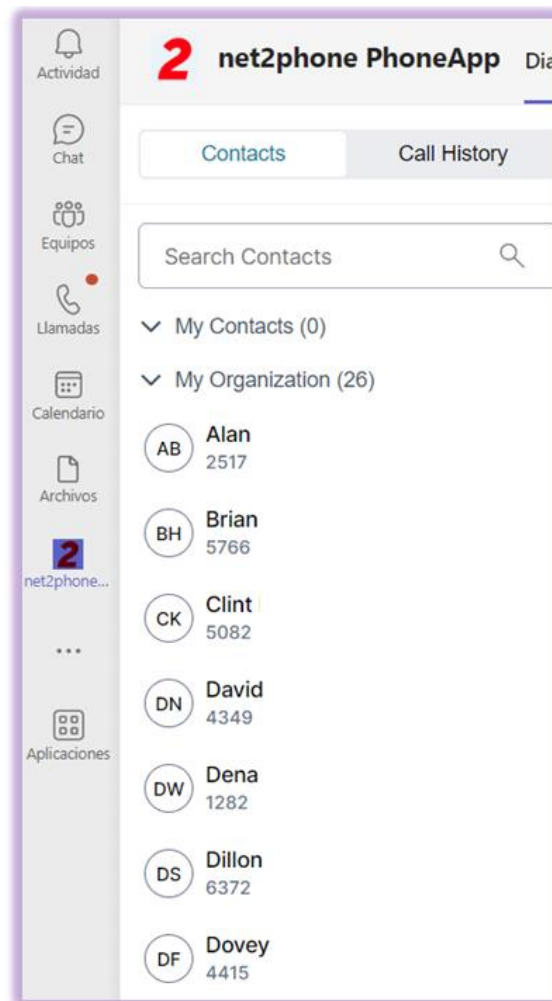 Actividad
Chat
Equipos
Llamadas
Calendario
Archivos
2
net2phone...
...
Aplicaciones
2 net2phone PhoneApp Dia
Contacts Call History
Search Contacts
My Contacts (0)
My Organization (26)
AB Alan
2517
BH Brian
5766
CK Clint
5082
DN David
4349
DW Dena
1282
DS Dillon
6372
DF Dovey
4415